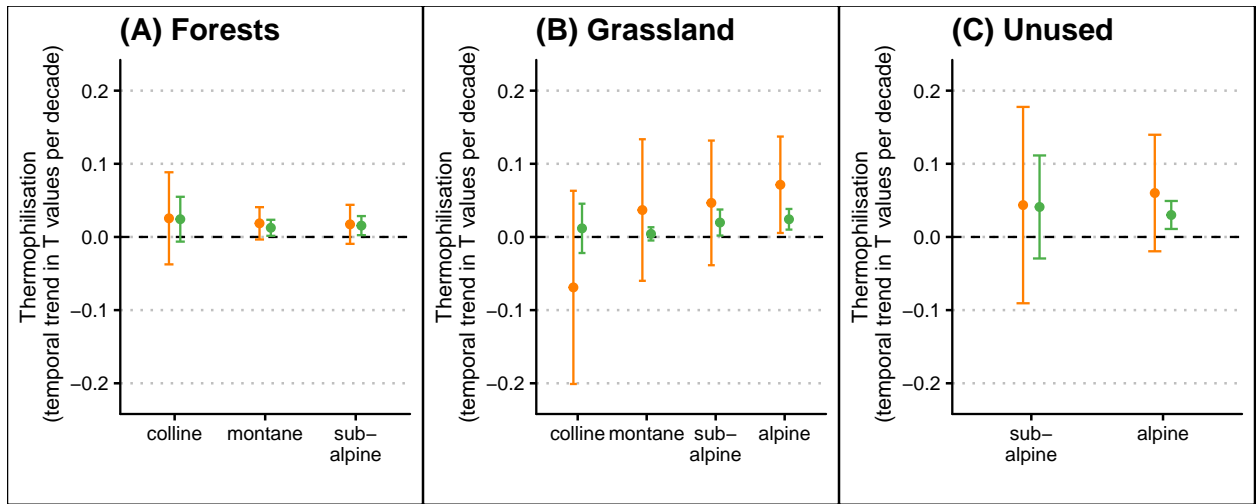 (A) Forests
Thermophilisation
(temporal trend in T values per decade)
0.2
0.1
0.0
−0.1
−0.2
colline
montane
sub−
alpine
(B) Grassland
Thermophilisation
(temporal trend in T values per decade)
0.2
0.1
0.0
−0.1
−0.2
colline
montane
sub−
alpine
alpine
(C) Unused
Thermophilisation
(temporal trend in T values per decade)
0.2
0.1
0.0
−0.1
−0.2
sub−
alpine
alpine